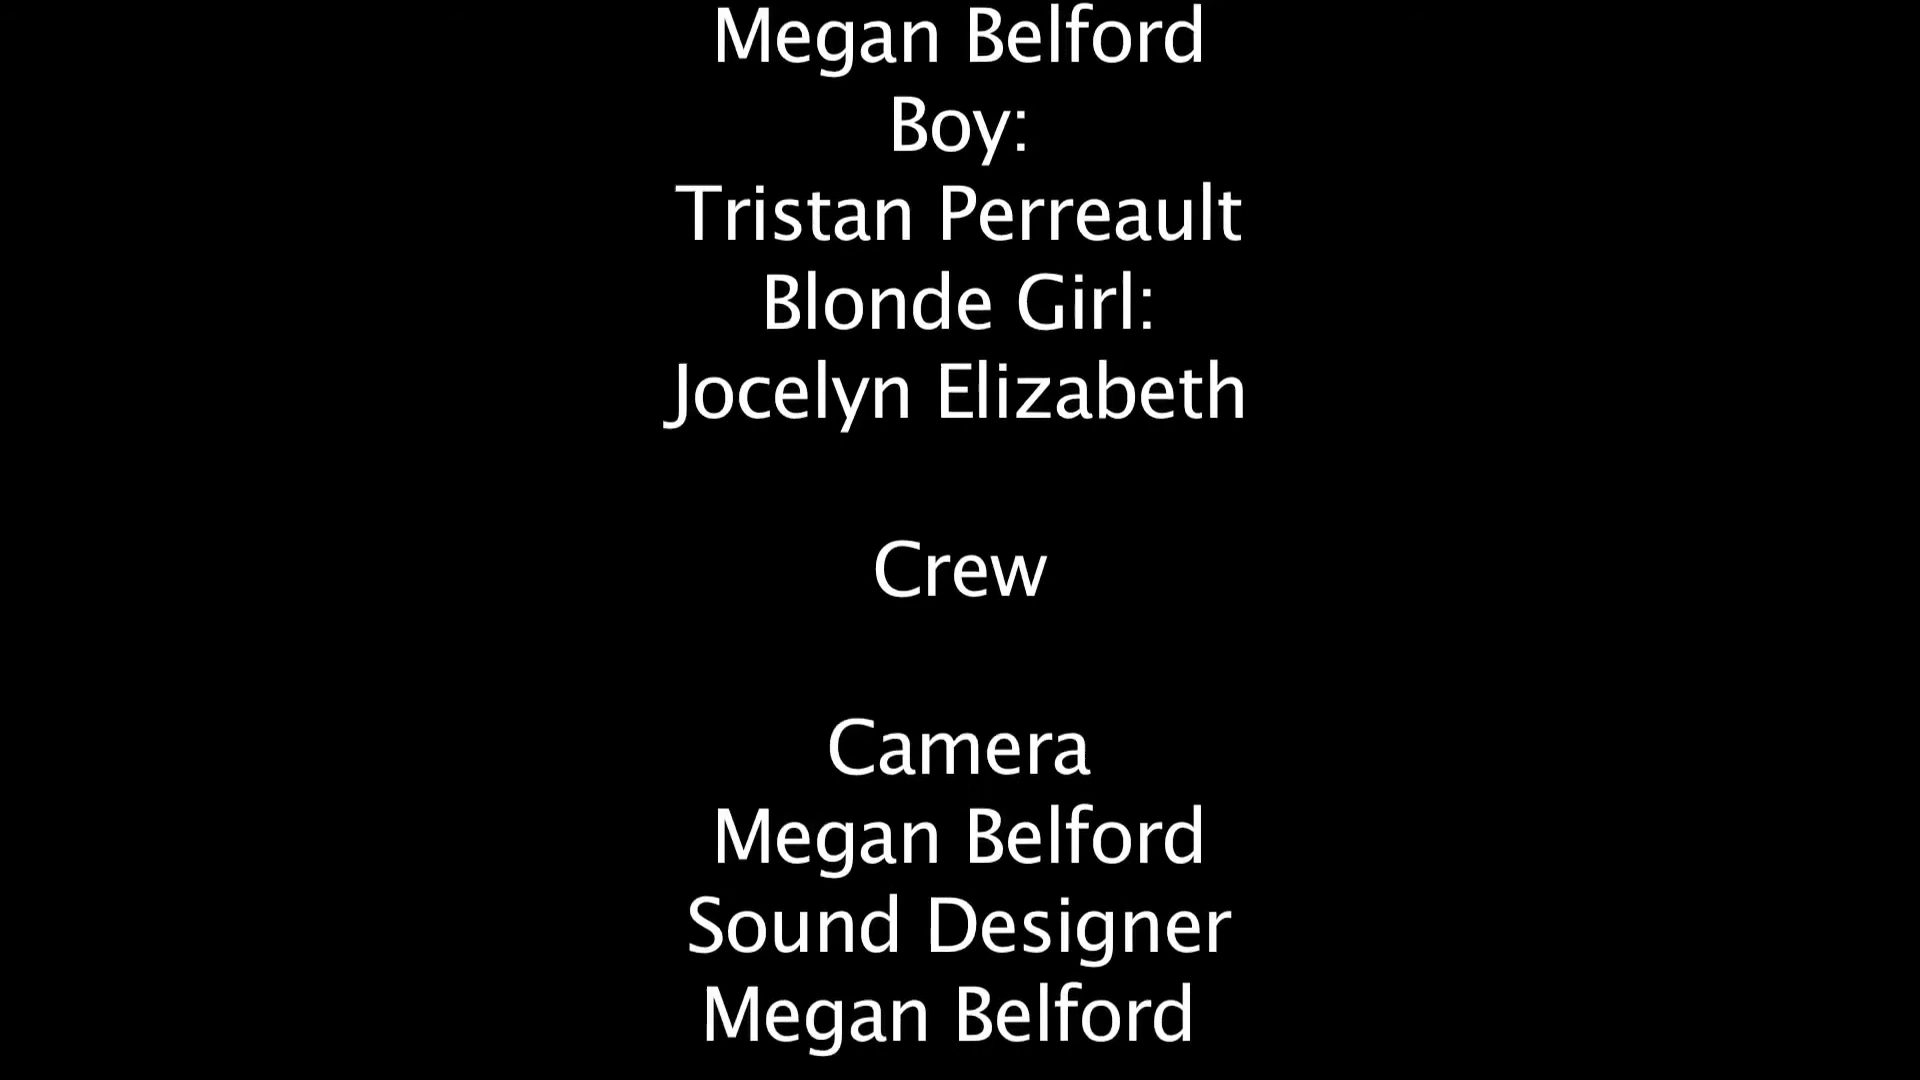 Megan Belford
Boy:
Tristan Perreault
Blonde Girl:
Jocelyn Elizabeth
Crew
Camera
Megan Belford
Sound Designer
Megan Belford